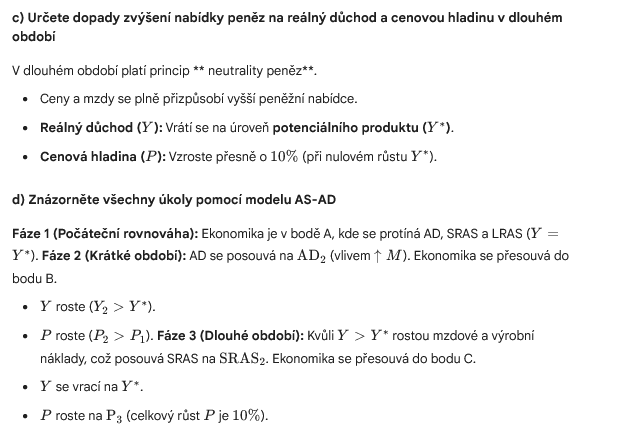 c) Určete dopady zvýšení nabídky peněz na reálný důchod a cenovou hladinu v dlouhém
období
V dlouhém období platí princip ** neutrality peněz**.
• Ceny a mzdy se plně přizpůsobí vyšší peněžní nabídce.
• Reálný důchod (Y): Vrátí se na úroveň potenciálního produktu (Y*).
• Cenová hladina (P): Vzroste přesně o 10% (při nulovém růstu Y*).
d) Znázorněte všechny úkoly pomocí modelu AS-AD
Fáze 1 (Počáteční rovnováha): Ekonomika je v bodě A, kde se protíná AD, SRAS a LRAS (Y =
Y*). Fáze 2 (Krátké období): AD se posouvá na AD₂ (vlivem ↑ M). Ekonomika se přesouvá do
bodu B.
• Y roste (Y₂ > Y*).
• P roste (P₂ > P₁). Fáze 3 (Dlouhé období): Kvůli Y > Y* rostou mzdové a výrobní
náklady, což posouvá SRAS na SRAS₂. Ekonomika se přesouvá do bodu C.
• Y se vrací na Y*.
• P roste na P₃ (celkový růst P je 10%).